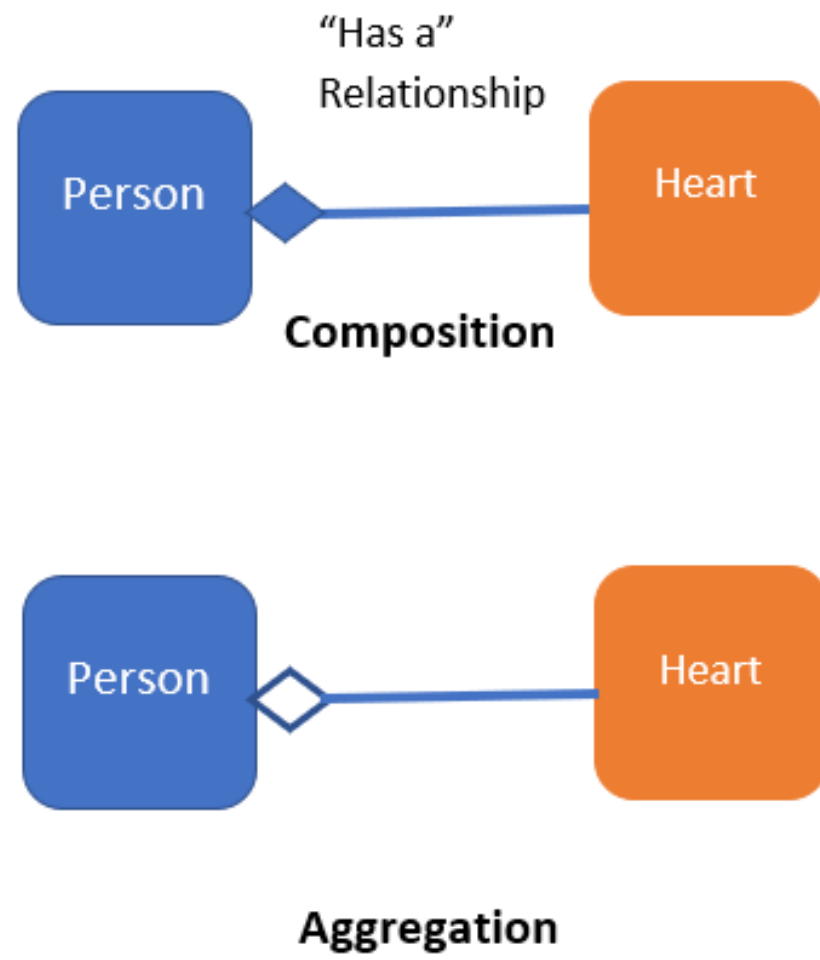 “Has a”
Relationship
Person
Heart
Composition
Person
Heart
Aggregation